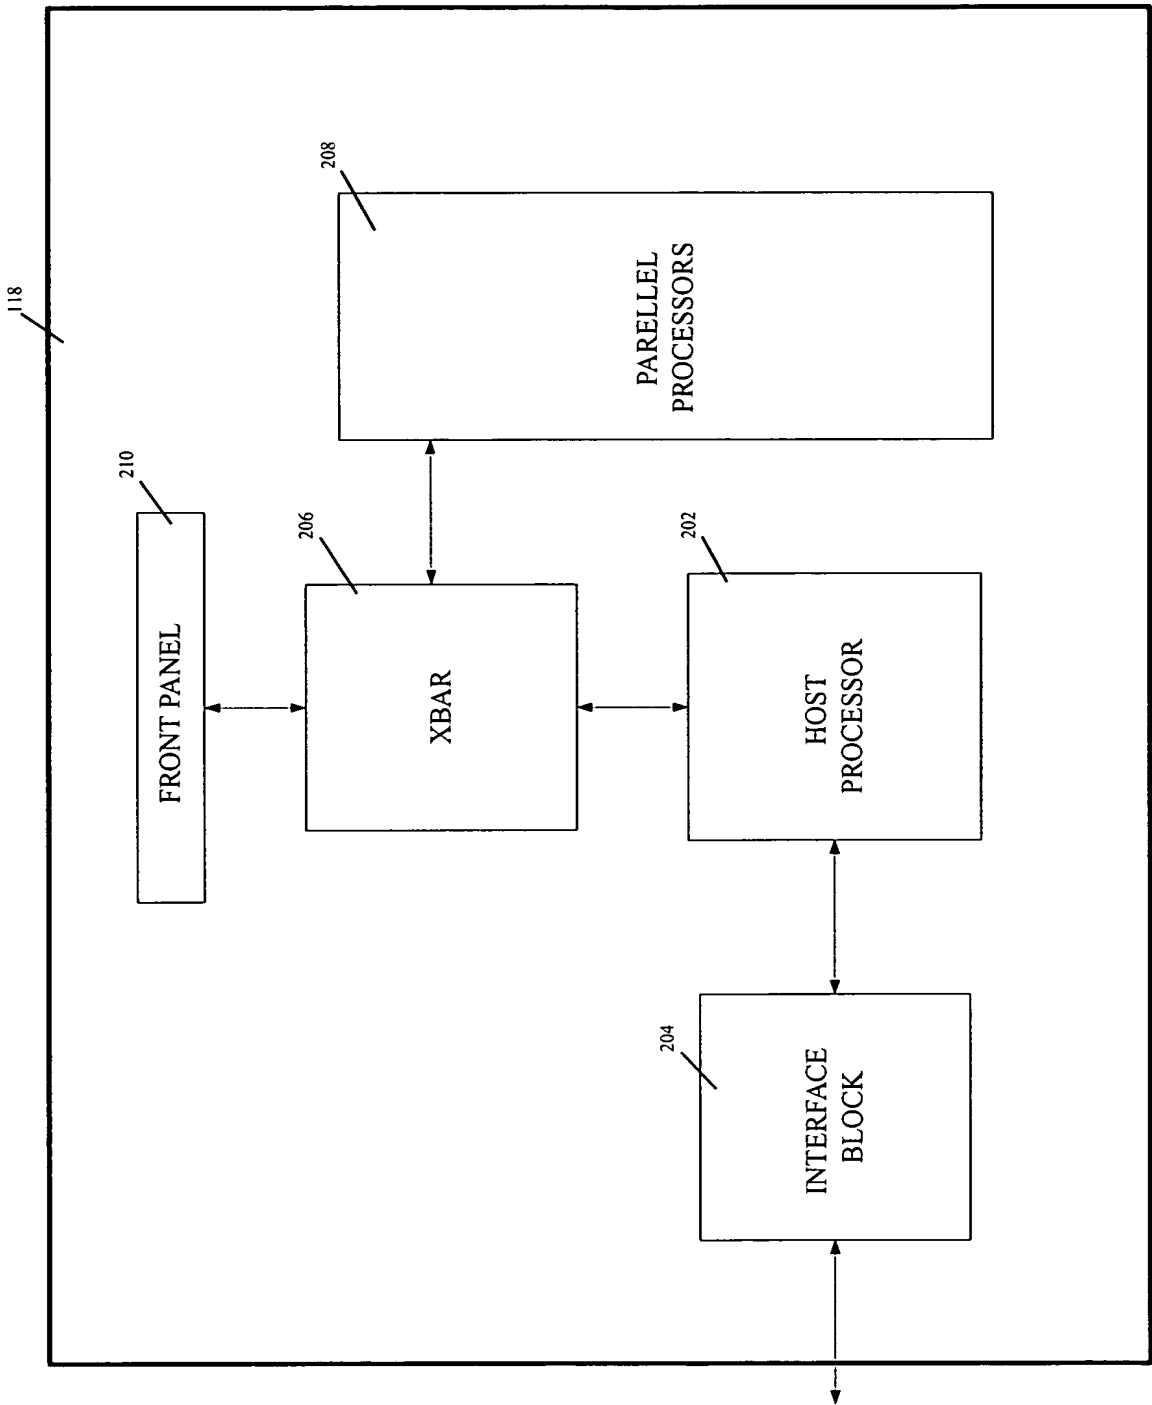 118
208
PARELLEL
PROCESSORS
210
FRONT PANEL
206
XBAR
202
HOST
PROCESSOR
204
INTERFACE
BLOCK